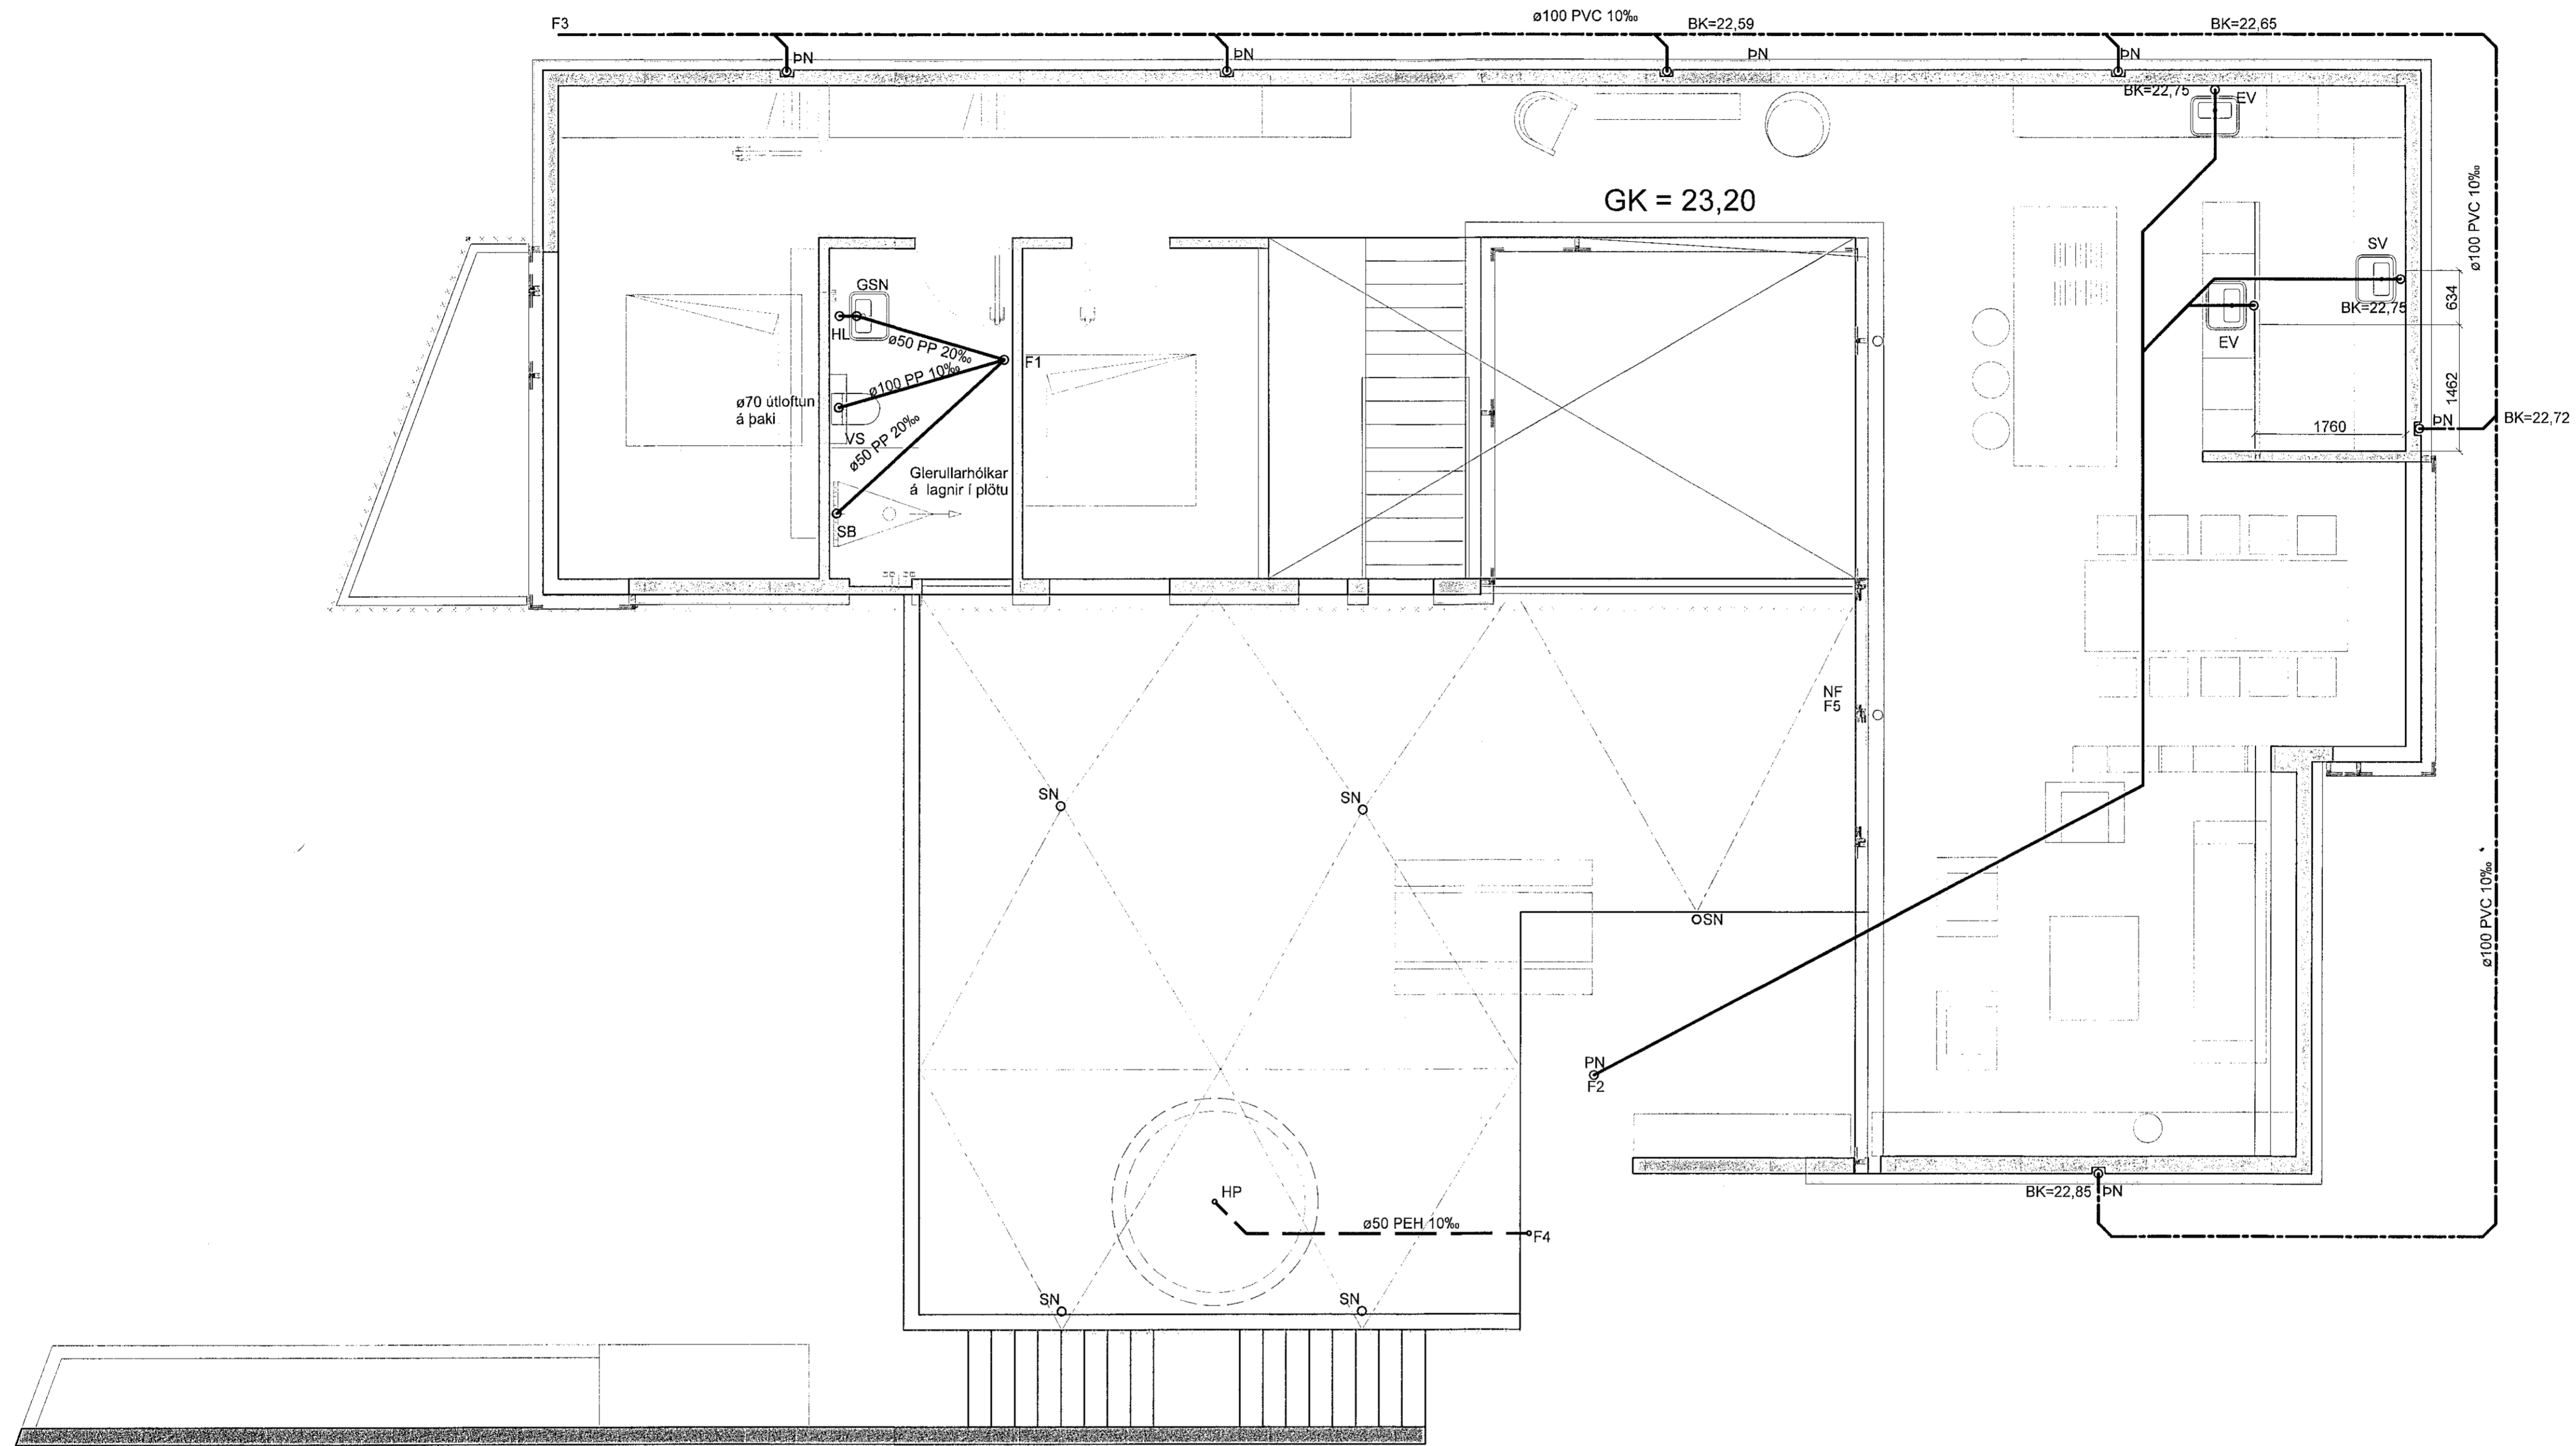 F3
ø100 PVC 10‰
BK=22,59
BK=22,65
ÞN
ÞN
ÞN
ÞN
BK=22,75
EV
GK = 23,20
ø100 PVC 10‰
SV
634
BK=22,75
EV
GSN
HL
ø50 PP 20‰
F1
ø100 PP 10‰
ø70 útloftun
á þaki
VS
ø50 PP 20‰
1462
1760
ÞN
BK=22,72
Glerullarhólkar
á lagnir í plötu
SB
NF
F5
SN
SN
SN
ø100 PVC 10‰
PN
F2
HP
ø50 PEH 10‰
F4
BK=22,85
ÞN
SN
SN